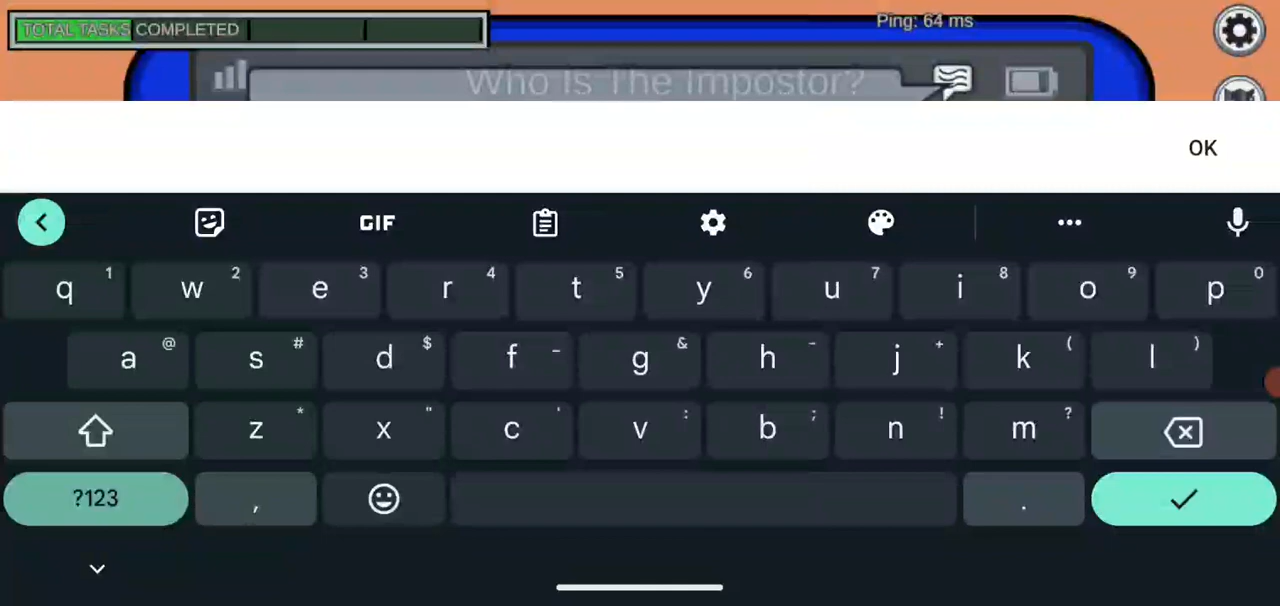 TOTAL TASKS COMPLETED
Ping: 64 ms
Who Is The Impostor?
OK
GIF
q 1 w 2 e 3 r 4 t 5 y 6 u 7 i 8 o 9 p 0
a @ s # d $ f _ g & h - j + k ( l )
z * x " c ' v : b ; n ! m ?
?123 , .